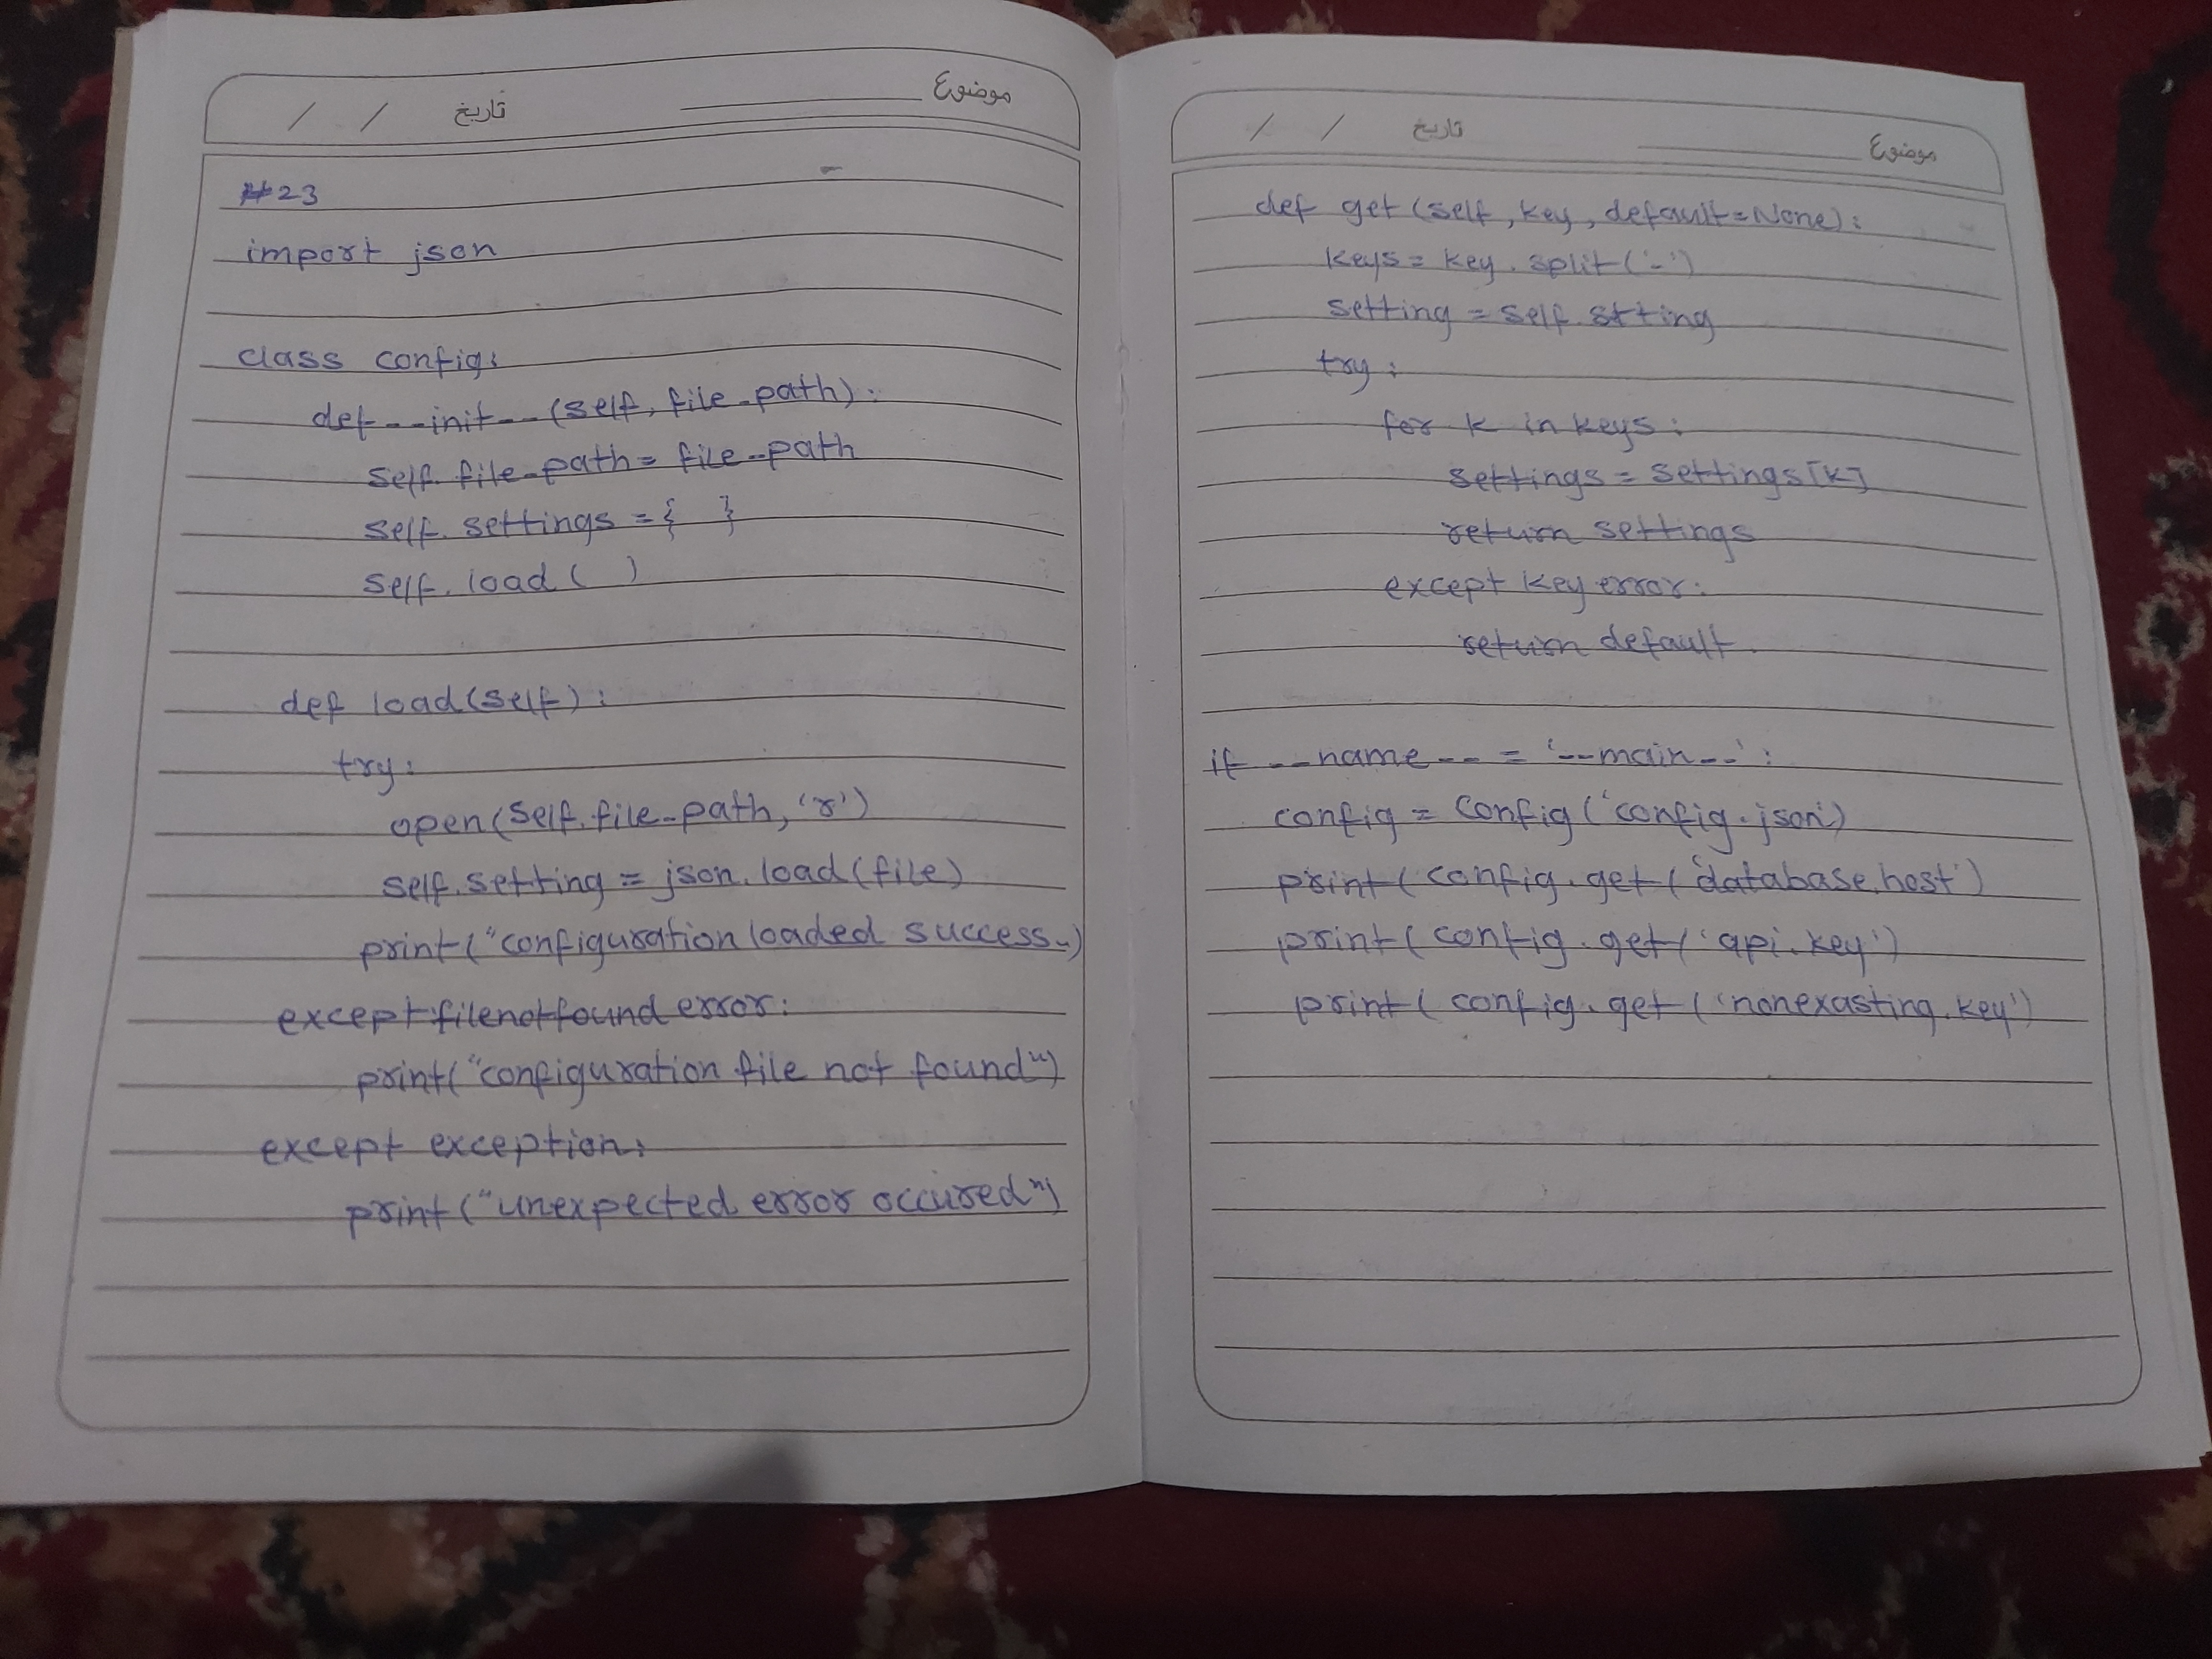 / / تاریخ موضوع
#23
import json
class config:
def __init__(self, file_path):
self.file_path = file_path
self.settings = { }
self.load( )
def load(self):
try:
open(self.file_path, 'r')
self.setting = json.load(file)
print("configuration loaded success")
except filenotfound error:
print("configuration file not found")
except exception:
print("unexpected error occured")
/ / تاریخ موضوع
def get(self, key, default=None):
keys = key.split('-')
setting = self.stting
try:
for k in keys:
settings = settings[k]
return settings
except key error:
return default.
if __name__ = '__main__':
config = Config('config.json')
print(config.get('database.host')
print(config.get('api.key')
print(config.get('nonexasting.key')